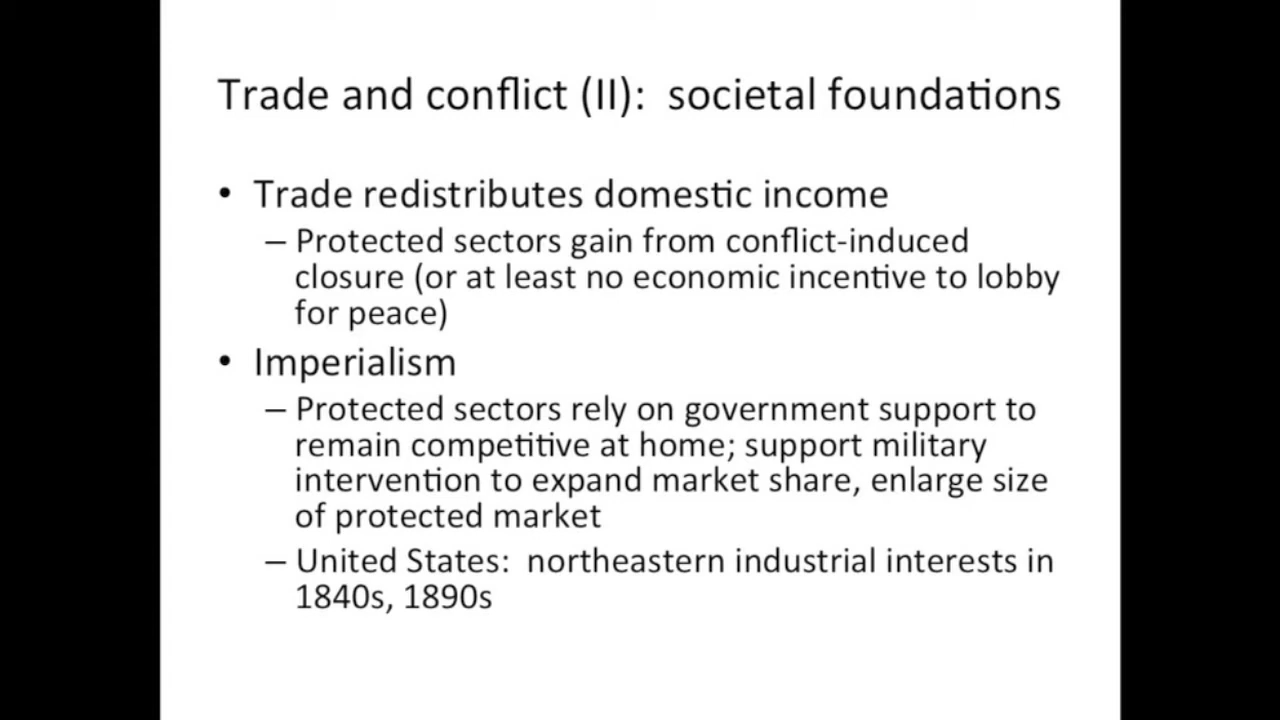 Trade and conflict (II):  societal foundations
• Trade redistributes domestic income
– Protected sectors gain from conflict-induced
closure (or at least no economic incentive to lobby
for peace)
• Imperialism
– Protected sectors rely on government support to
remain competitive at home; support military
intervention to expand market share, enlarge size
of protected market
– United States:  northeastern industrial interests in
1840s, 1890s